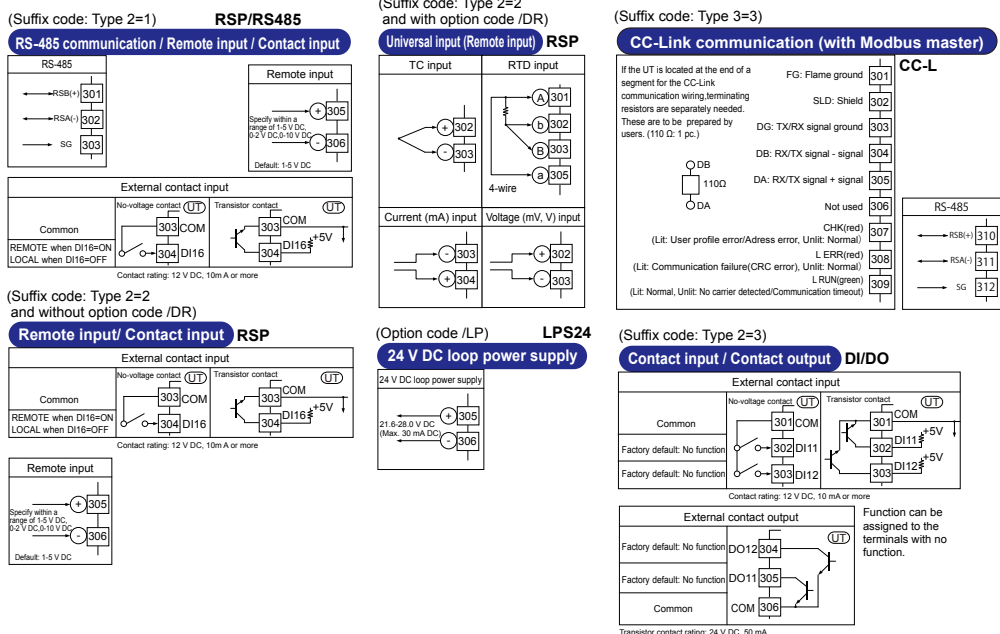 (Suffix code: Type 2=1)
RSP/RS485
RS-485 communication / Remote input / Contact input
RS-485
RSB(+) 301
RSA(-) 302
SG 303
Remote input
+ 305
Specify within a
range of 1-5 V DC,
0-2 V DC,0-10 V DC
- 306
Default: 1-5 V DC
External contact input
No-voltage contact UT
Transistor contact UT
Common
303 COM
303 COM
REMOTE when DI16=ON
LOCAL when DI16=OFF
304 DI16
304 DI16 +5V
Contact rating: 12 V DC, 10m A or more
(Suffix code: Type 2=2
and without option code /DR)
Remote input/ Contact input RSP
External contact input
No-voltage contact UT
Transistor contact UT
Common
303 COM
303 COM
REMOTE when DI16=ON
LOCAL when DI16=OFF
304 DI16
304 DI16 +5V
Contact rating: 12 V DC, 10m A or more
Remote input
+ 305
Specify within a
range of 1-5 V DC,
0-2 V DC,0-10 V DC
- 306
Default: 1-5 V DC
(Suffix code: Type 2=2
and with option code /DR)
Universal input (Remote input) RSP
TC input
+ 302
- 303
RTD input
A 301
b 302
B 303
a 305
4-wire
Current (mA) input
- 303
+ 304
Voltage (mV, V) input
+ 302
- 303
(Option code /LP)
LPS24
24 V DC loop power supply
24 V DC loop power supply
21.6-28.0 V DC
(Max. 30 mA DC)
+ 305
- 306
(Suffix code: Type 3=3)
CC-Link communication (with Modbus master)
CC-L
If the UT is located at the end of a
segment for the CC-Link
communication wiring,terminating
resistors are separately needed.
These are to be prepared by
users. (110 Ω: 1 pc.)
DB
110Ω
DA
FG: Flame ground 301
SLD: Shield 302
DG: TX/RX signal ground 303
DB: RX/TX signal - signal 304
DA: RX/TX signal + signal 305
Not used 306
CHK(red)
(Lit: User profile error/Adress error, Unlit: Normal) 307
L ERR(red)
(Lit: Communication failure(CRC error), Unlit: Normal) 308
L RUN(green)
(Lit: Normal, Unlit: No carrier detected/Communication timeout) 309
RS-485
RSB(+) 310
RSA(-) 311
SG 312
(Suffix code: Type 2=3)
Contact input / Contact output DI/DO
External contact input
No-voltage contact UT
Transistor contact UT
Common
301 COM
301 COM
Factory default: No function
302 DI11
302 DI11 +5V
Factory default: No function
303 DI12
303 DI12 +5V
Contact rating: 12 V DC, 10 mA or more
External contact output
UT
Factory default: No function
DO12 304
Factory default: No function
DO11 305
Common
COM 306
Transistor contact rating: 24 V DC, 50 mA
Function can be
assigned to the
terminals with no
function.